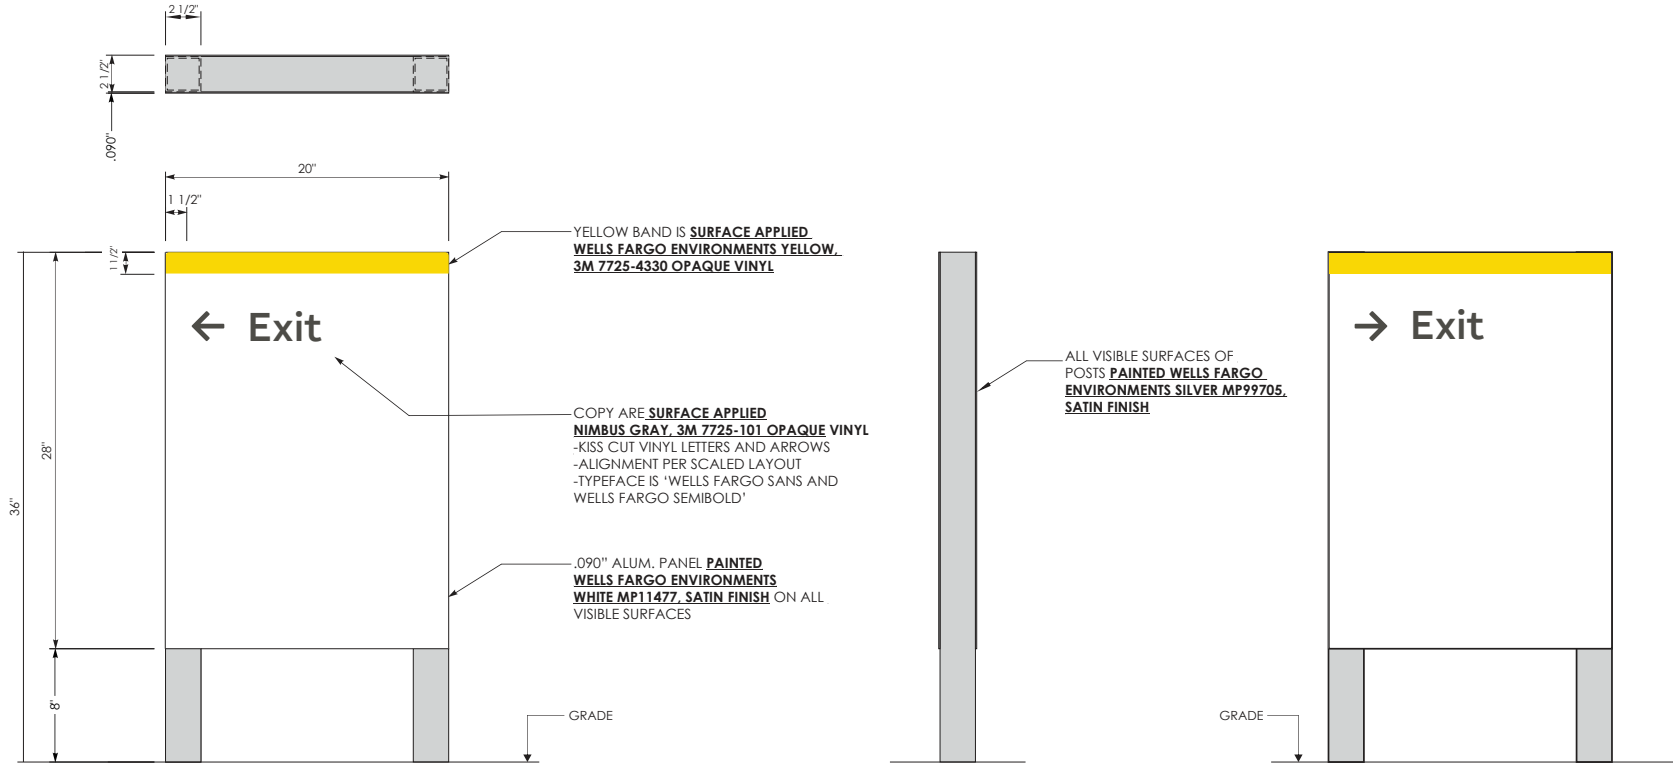 2 1/2"
2 1/2"
.090"
20"
1 1/2"
1 1/2"
YELLOW BAND IS SURFACE APPLIED
WELLS FARGO ENVIRONMENTS YELLOW,
3M 7725-4330 OPAQUE VINYL
← Exit
→ Exit
ALL VISIBLE SURFACES OF
POSTS PAINTED WELLS FARGO
ENVIRONMENTS SILVER MP99705,
SATIN FINISH
COPY ARE SURFACE APPLIED
NIMBUS GRAY, 3M 7725-101 OPAQUE VINYL
-KISS CUT VINYL LETTERS AND ARROWS
-ALIGNMENT PER SCALED LAYOUT
-TYPEFACE IS ‘WELLS FARGO SANS AND
WELLS FARGO SEMIBOLD’
28"
36"
.090” ALUM. PANEL PAINTED
WELLS FARGO ENVIRONMENTS
WHITE MP11477, SATIN FINISH ON ALL
VISIBLE SURFACES
8"
GRADE
GRADE